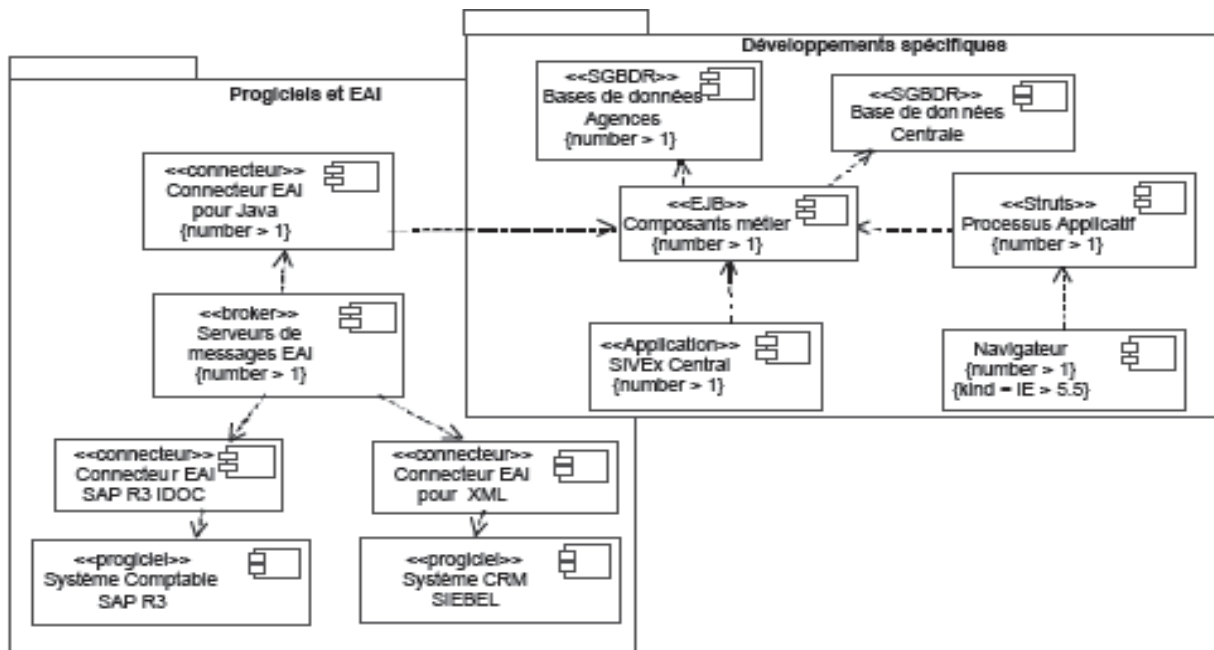 Développements spécifiques
<<SGBDR>>
Bases de données
Agences
{number > 1}
<<SGBDR>>
Base de données
Centrale
<<EJB>>
Composants métier
{number > 1}
<<Struts>>
Processus Applicatif
{number > 1}
<<Application>>
SIVEx Central
{number > 1}
Navigateur
{number > 1}
{kind = IE > 5.5}
Progiciels et EAI
<<connecteur>>
Connecteur EAI
pour Java
{number > 1}
<<broker>>
Serveurs de
messages EAI
{number > 1}
<<connecteur>>
Connecteur EAI
SAP R3 IDOC
<<connecteur>>
Connecteur EAI
pour XML
<<progiciel>>
Système Comptable
SAP R3
<<progiciel>>
Système CRM
SIEBEL